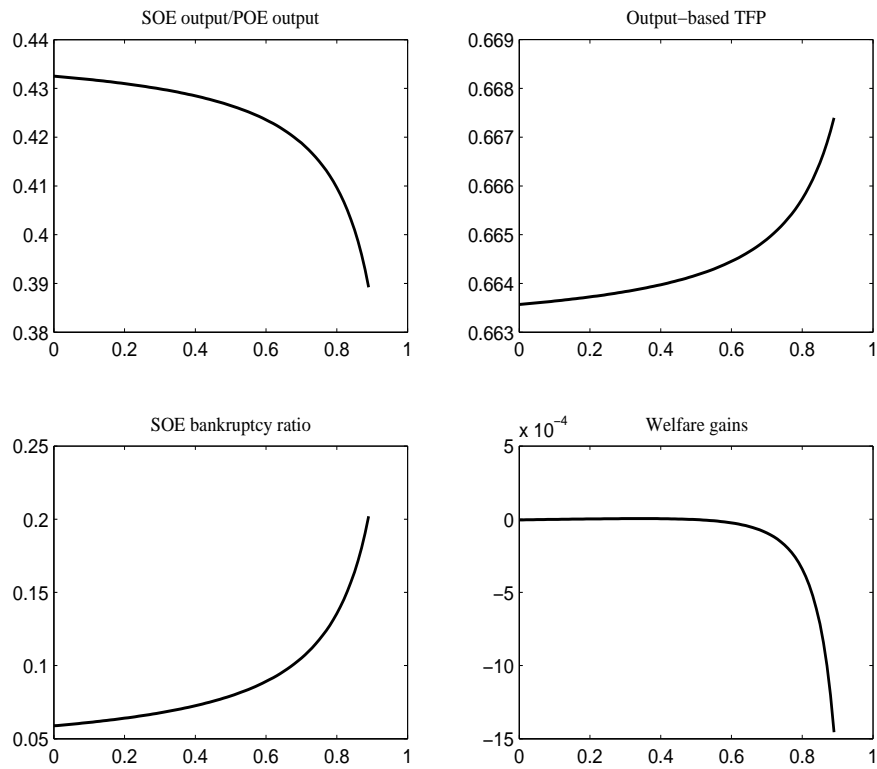 SOE output/POE output
0.44
0.43
0.42
0.41
0.4
0.39
0.38
0 0.2 0.4 0.6 0.8 1
Output−based TFP
0.669
0.668
0.667
0.666
0.665
0.664
0.663
0 0.2 0.4 0.6 0.8 1
SOE bankruptcy ratio
0.25
0.2
0.15
0.1
0.05
0 0.2 0.4 0.6 0.8 1
Welfare gains
x 10⁻⁴
5
0
−5
−10
−15
0 0.2 0.4 0.6 0.8 1